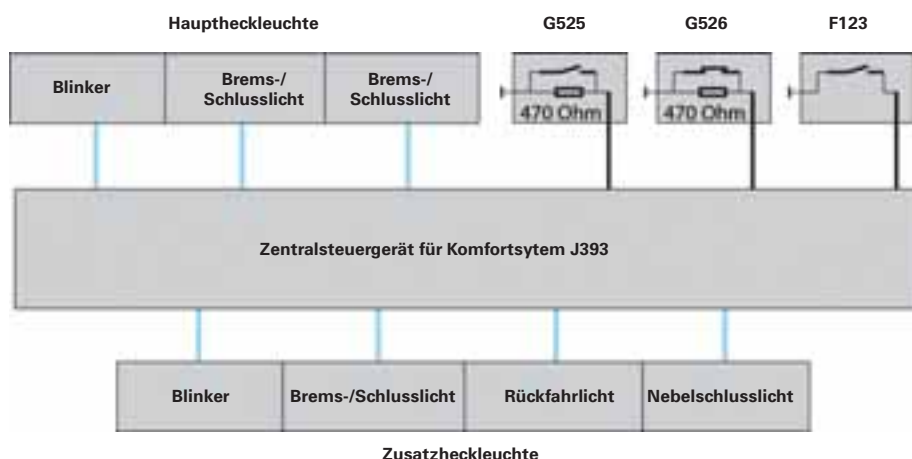 Hauptheckleuchte
G525
G526
F123
Blinker
Brems-/
Schlusslicht
Brems-/
Schlusslicht
470 Ohm
470 Ohm
Zentralsteuergerät für Komfortsytem J393
Blinker
Brems-/Schlusslicht
Rückfahrlicht
Nebelschlusslicht
Zusatzheckleuchte